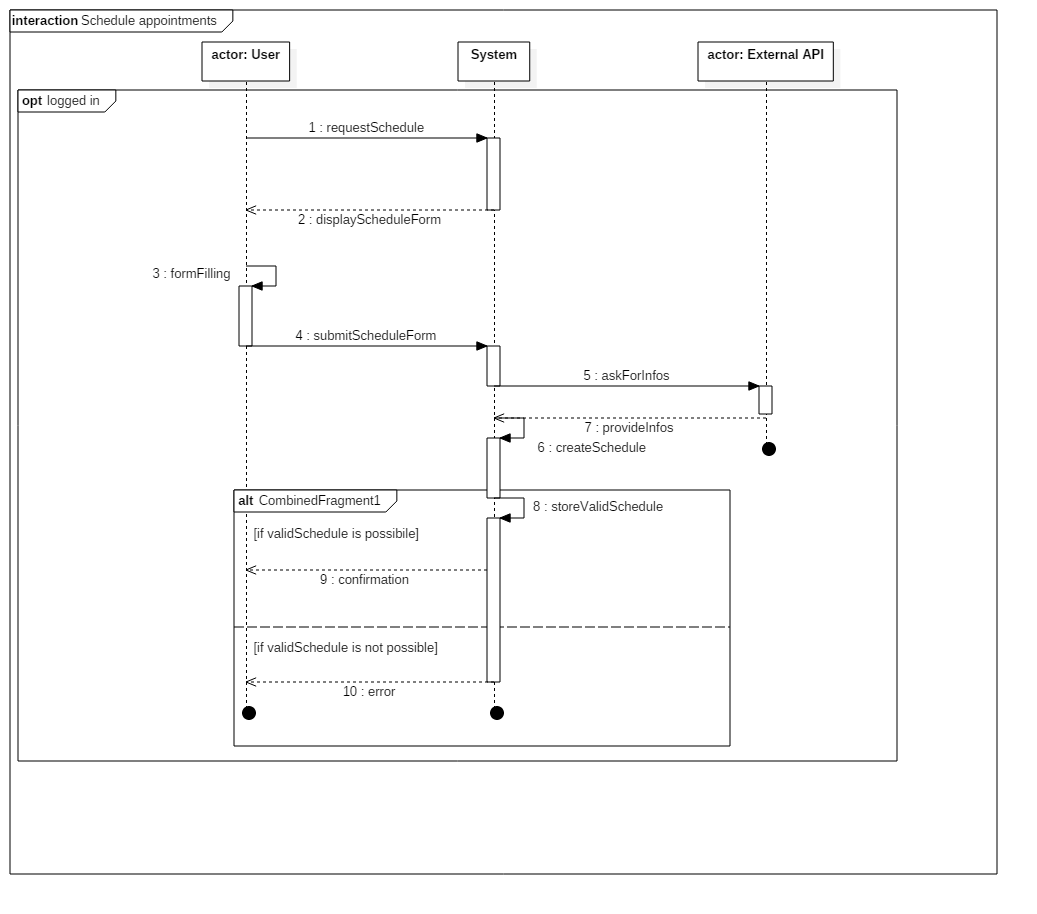 interaction Schedule appointments
actor: User
System
actor: External API
opt logged in
1 : requestSchedule
2 : displayScheduleForm
3 : formFilling
4 : submitScheduleForm
5 : askForInfos
7 : provideInfos
6 : createSchedule
alt CombinedFragment1
8 : storeValidSchedule
[if validSchedule is possibile]
9 : confirmation
[if validSchedule is not possible]
10 : error